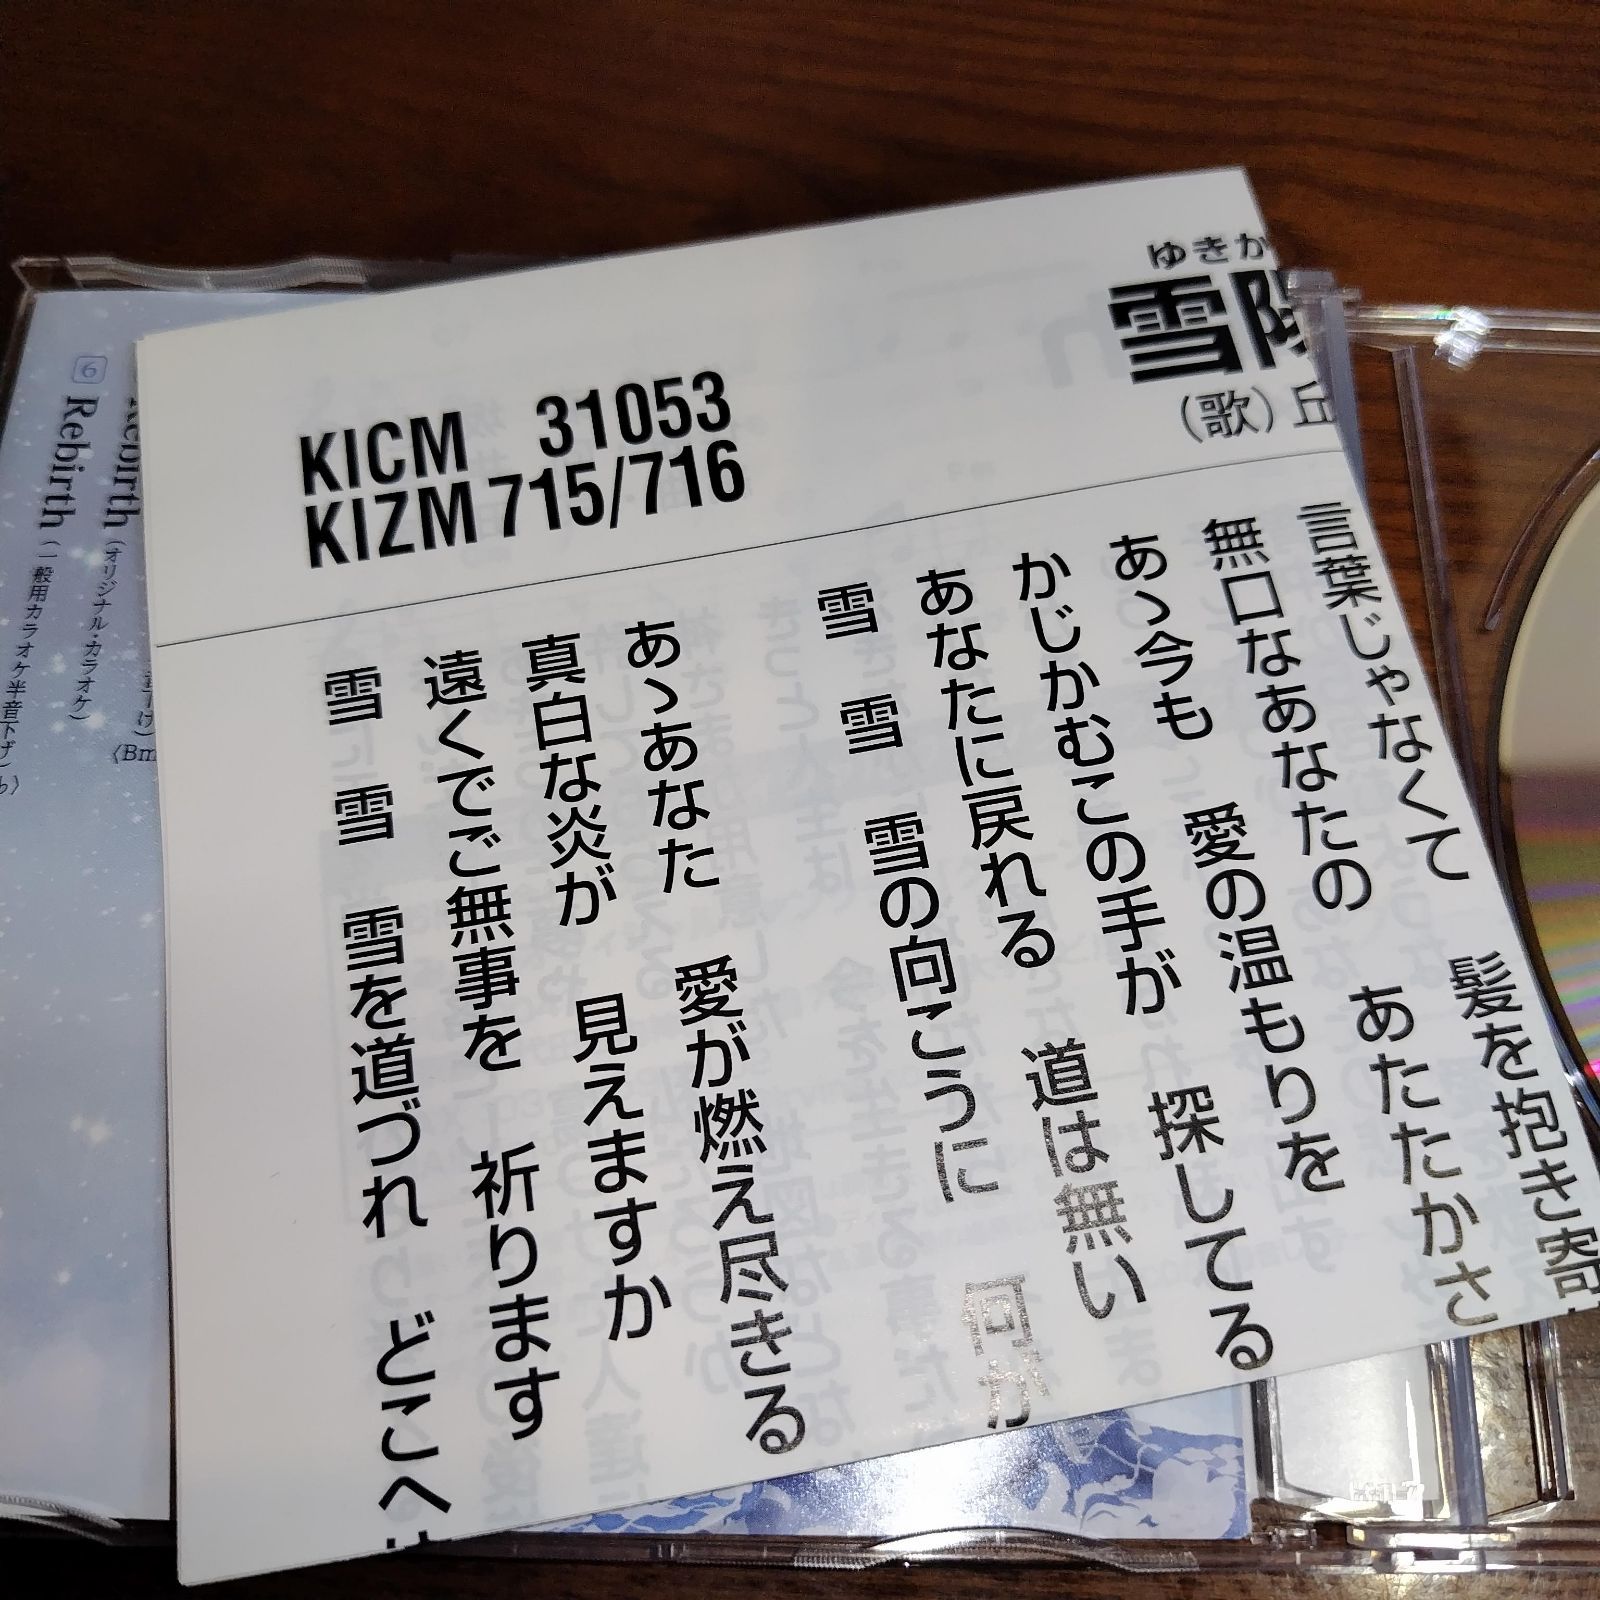 ゆきか
雪陽
(歌) 丘
KICM 31053
KIZM 715/716
言葉じゃなくて 髪を抱き寄
無口なあなたの あたたかさ
あゝ今も 愛の温もりを
かじかむこの手が 探してる
あなたに戻れる 道は無い
雪 雪 雪の向こうに 何が
あゝあなた 愛が燃え尽きる
真白な炎が 見えますか
遠くでご無事を 祈ります
雪 雪 雪を道づれ どこへ
Rebirth (オリジナル・カラオケ)
6 Rebirth (一般用カラオケ半音下げ)
〈Bm